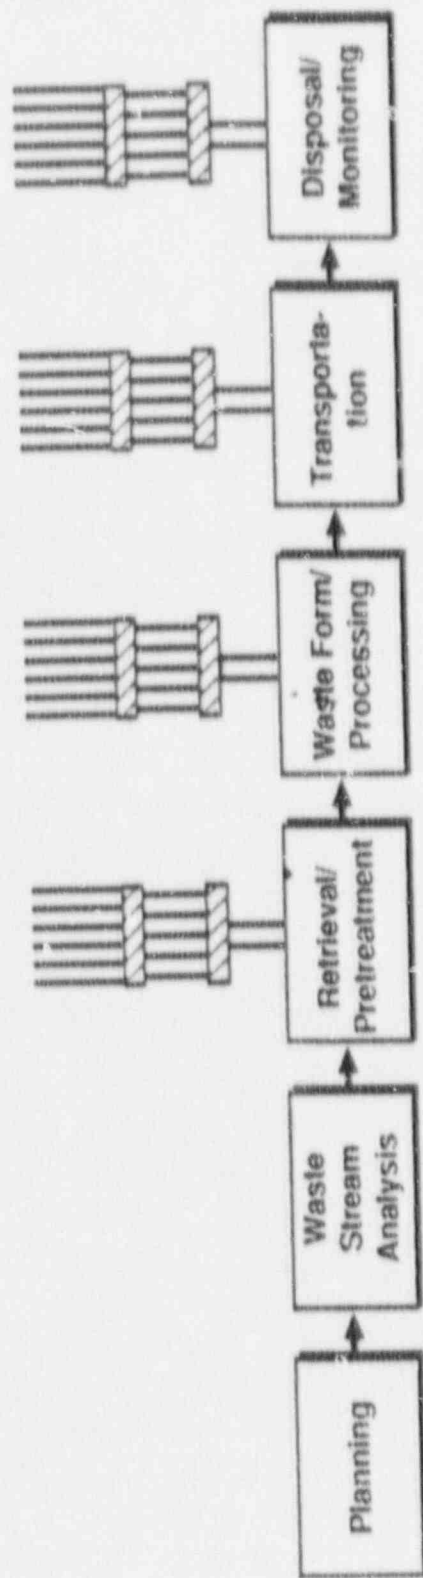 Planning
Waste
Stream
Analysis
Retrieval/
Pretreatment
Waste Form/
Processing
Transporta-
tion
Disposal/
Monitoring